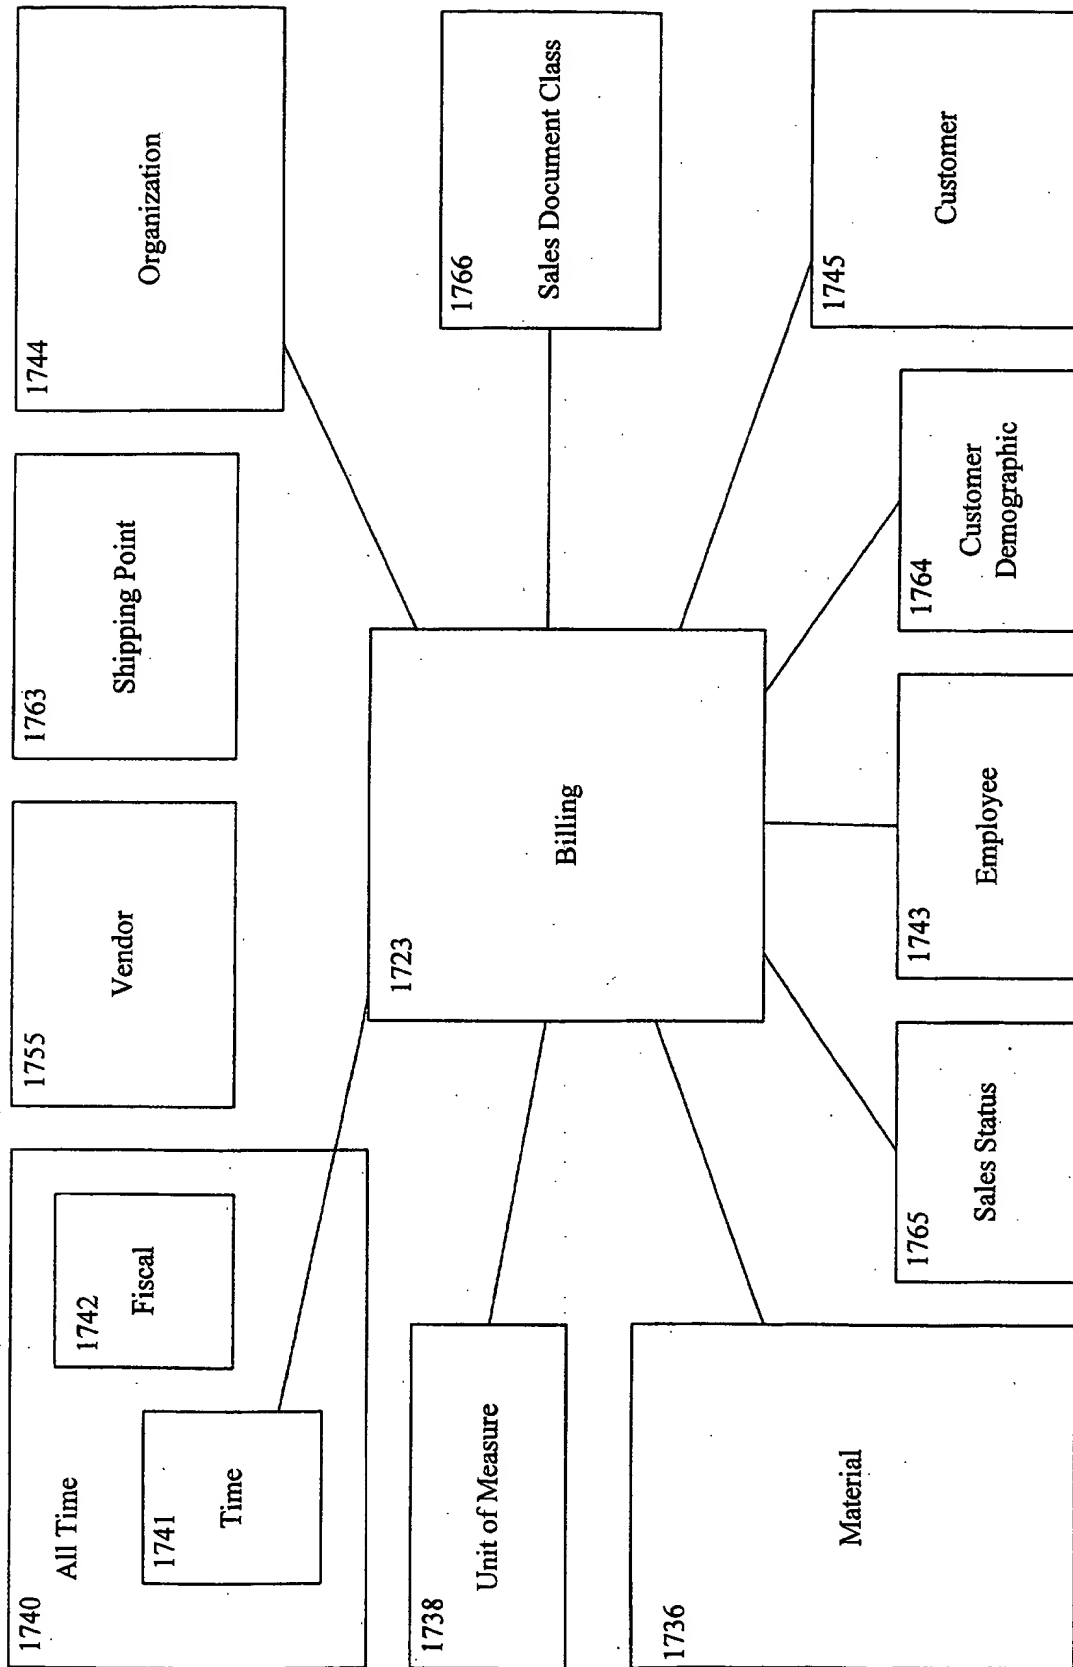 1740
All Time
1741
Time
1742
Fiscal
1755
Vendor
1763
Shipping Point
1744
Organization
1738
Unit of Measure
1723
Billing
1766
Sales Document Class
1736
Material
1765
Sales Status
1743
Employee
1764
Customer
Demographic
1745
Customer